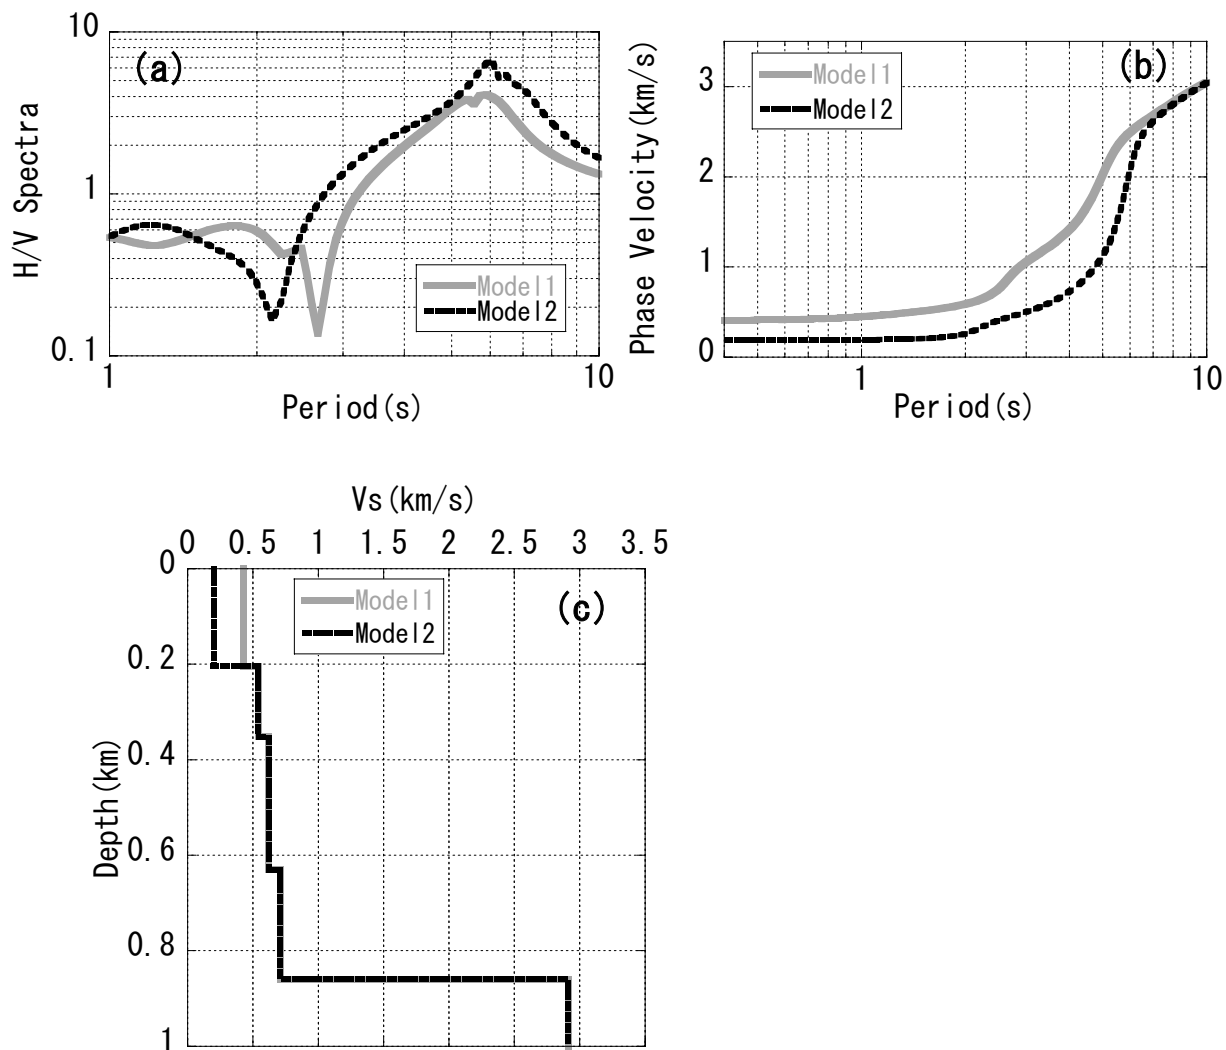 10
1
0.1
H/V Spectra
(a)
Model1
Model2
1
10
Period(s)
3
2
1
0
Phase Velocity(km/s)
Model1
Model2
(b)
1
10
Period(s)
Vs(km/s)
0 0.5 1 1.5 2 2.5 3 3.5
0
0.2
0.4
0.6
0.8
1
Depth(km)
Model1
Model2
(c)